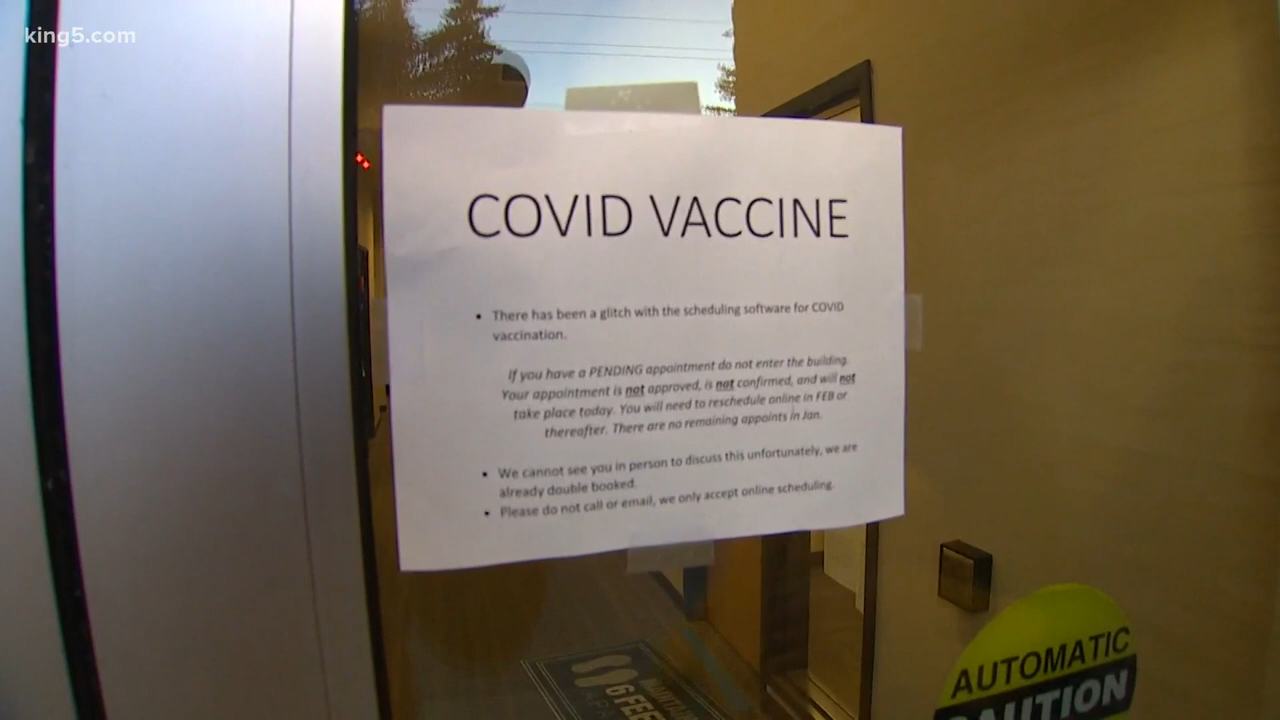 king5.com
COVID VACCINE
• There has been a glitch with the scheduling software for COVID
vaccination.
If you have a PENDING appointment do not enter the building.
Your appointment is not approved, is not confirmed, and will not
take place today. You will need to reschedule online in FEB or
thereafter. There are no remaining appoints in Jan.
• We cannot see you in person to discuss this unfortunately, we are
already double booked.
• Please do not call or email, we only accept online scheduling.
AUTOMATIC
CAUTION
MAINTAIN
6 FEET